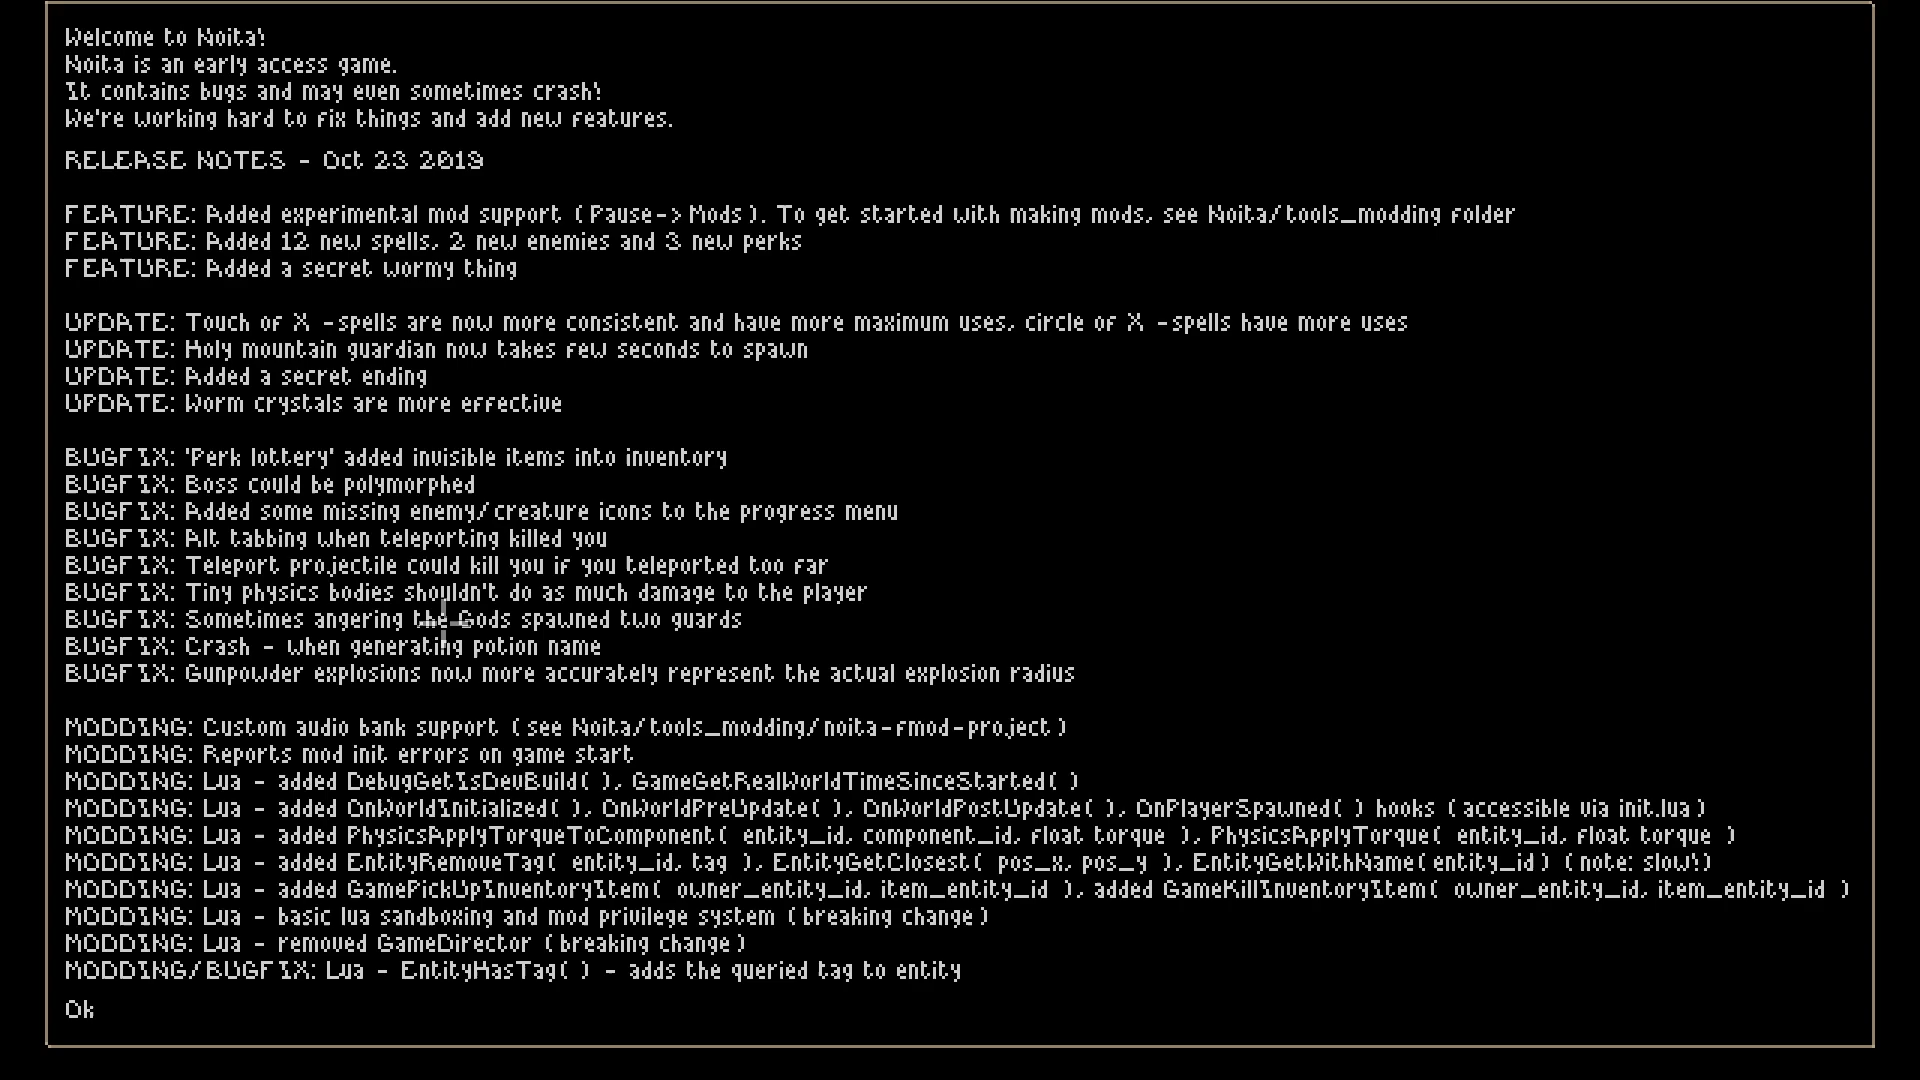 Welcome to Noita!
Noita is an early access game.
It contains bugs and may even sometimes crash!
We're working hard to fix things and add new features.
RELEASE NOTES - Oct 23 2019
FEATURE: Added experimental mod support (Pause->Mods). To get started with making mods, see Noita/tools_modding folder
FEATURE: Added 12 new spells, 2 new enemies and 3 new perks
FEATURE: Added a secret wormy thing
UPDATE: Touch of X -spells are now more consistent and have more maximum uses, circle of X -spells have more uses
UPDATE: Holy mountain guardian now takes few seconds to spawn
UPDATE: Added a secret ending
UPDATE: Worm crystals are more effective
BUGFIX: 'Perk lottery' added invisible items into inventory
BUGFIX: Boss could be polymorphed
BUGFIX: Added some missing enemy/creature icons to the progress menu
BUGFIX: Alt tabbing when teleporting killed you
BUGFIX: Teleport projectile could kill you if you teleported too far
BUGFIX: Tiny physics bodies shouldn't do as much damage to the player
BUGFIX: Sometimes angering the Gods spawned two guards
BUGFIX: Crash - when generating potion name
BUGFIX: Gunpowder explosions now more accurately represent the actual explosion radius
MODDING: Custom audio bank support (see Noita/tools_modding/noita-fmod-project)
MODDING: Reports mod init errors on game start
MODDING: Lua - added DebugGetIsDevBuild( ), GameGetRealWorldTimeSinceStarted( )
MODDING: Lua - added OnWorldInitialized( ), OnWorldPreUpdate( ), OnWorldPostUpdate( ), OnPlayerSpawned( ) hooks (accessible via init.lua)
MODDING: Lua - added PhysicsApplyTorqueToComponent( entity_id, component_id, float torque ), PhysicsApplyTorque( entity_id, float torque )
MODDING: Lua - added EntityRemoveTag( entity_id, tag ), EntityGetClosest( pos_x, pos_y ), EntityGetWithName(entity_id) (note: slow!)
MODDING: Lua - added GamePickUpInventoryItem( owner_entity_id, item_entity_id ), added GameKillInventoryItem( owner_entity_id, item_entity_id )
MODDING: Lua - basic lua sandboxing and mod privilege system (breaking change)
MODDING: Lua - removed GameDirector (breaking change)
MODDING/BUGFIX: Lua - EntityHasTag( ) - adds the queried tag to entity
Ok